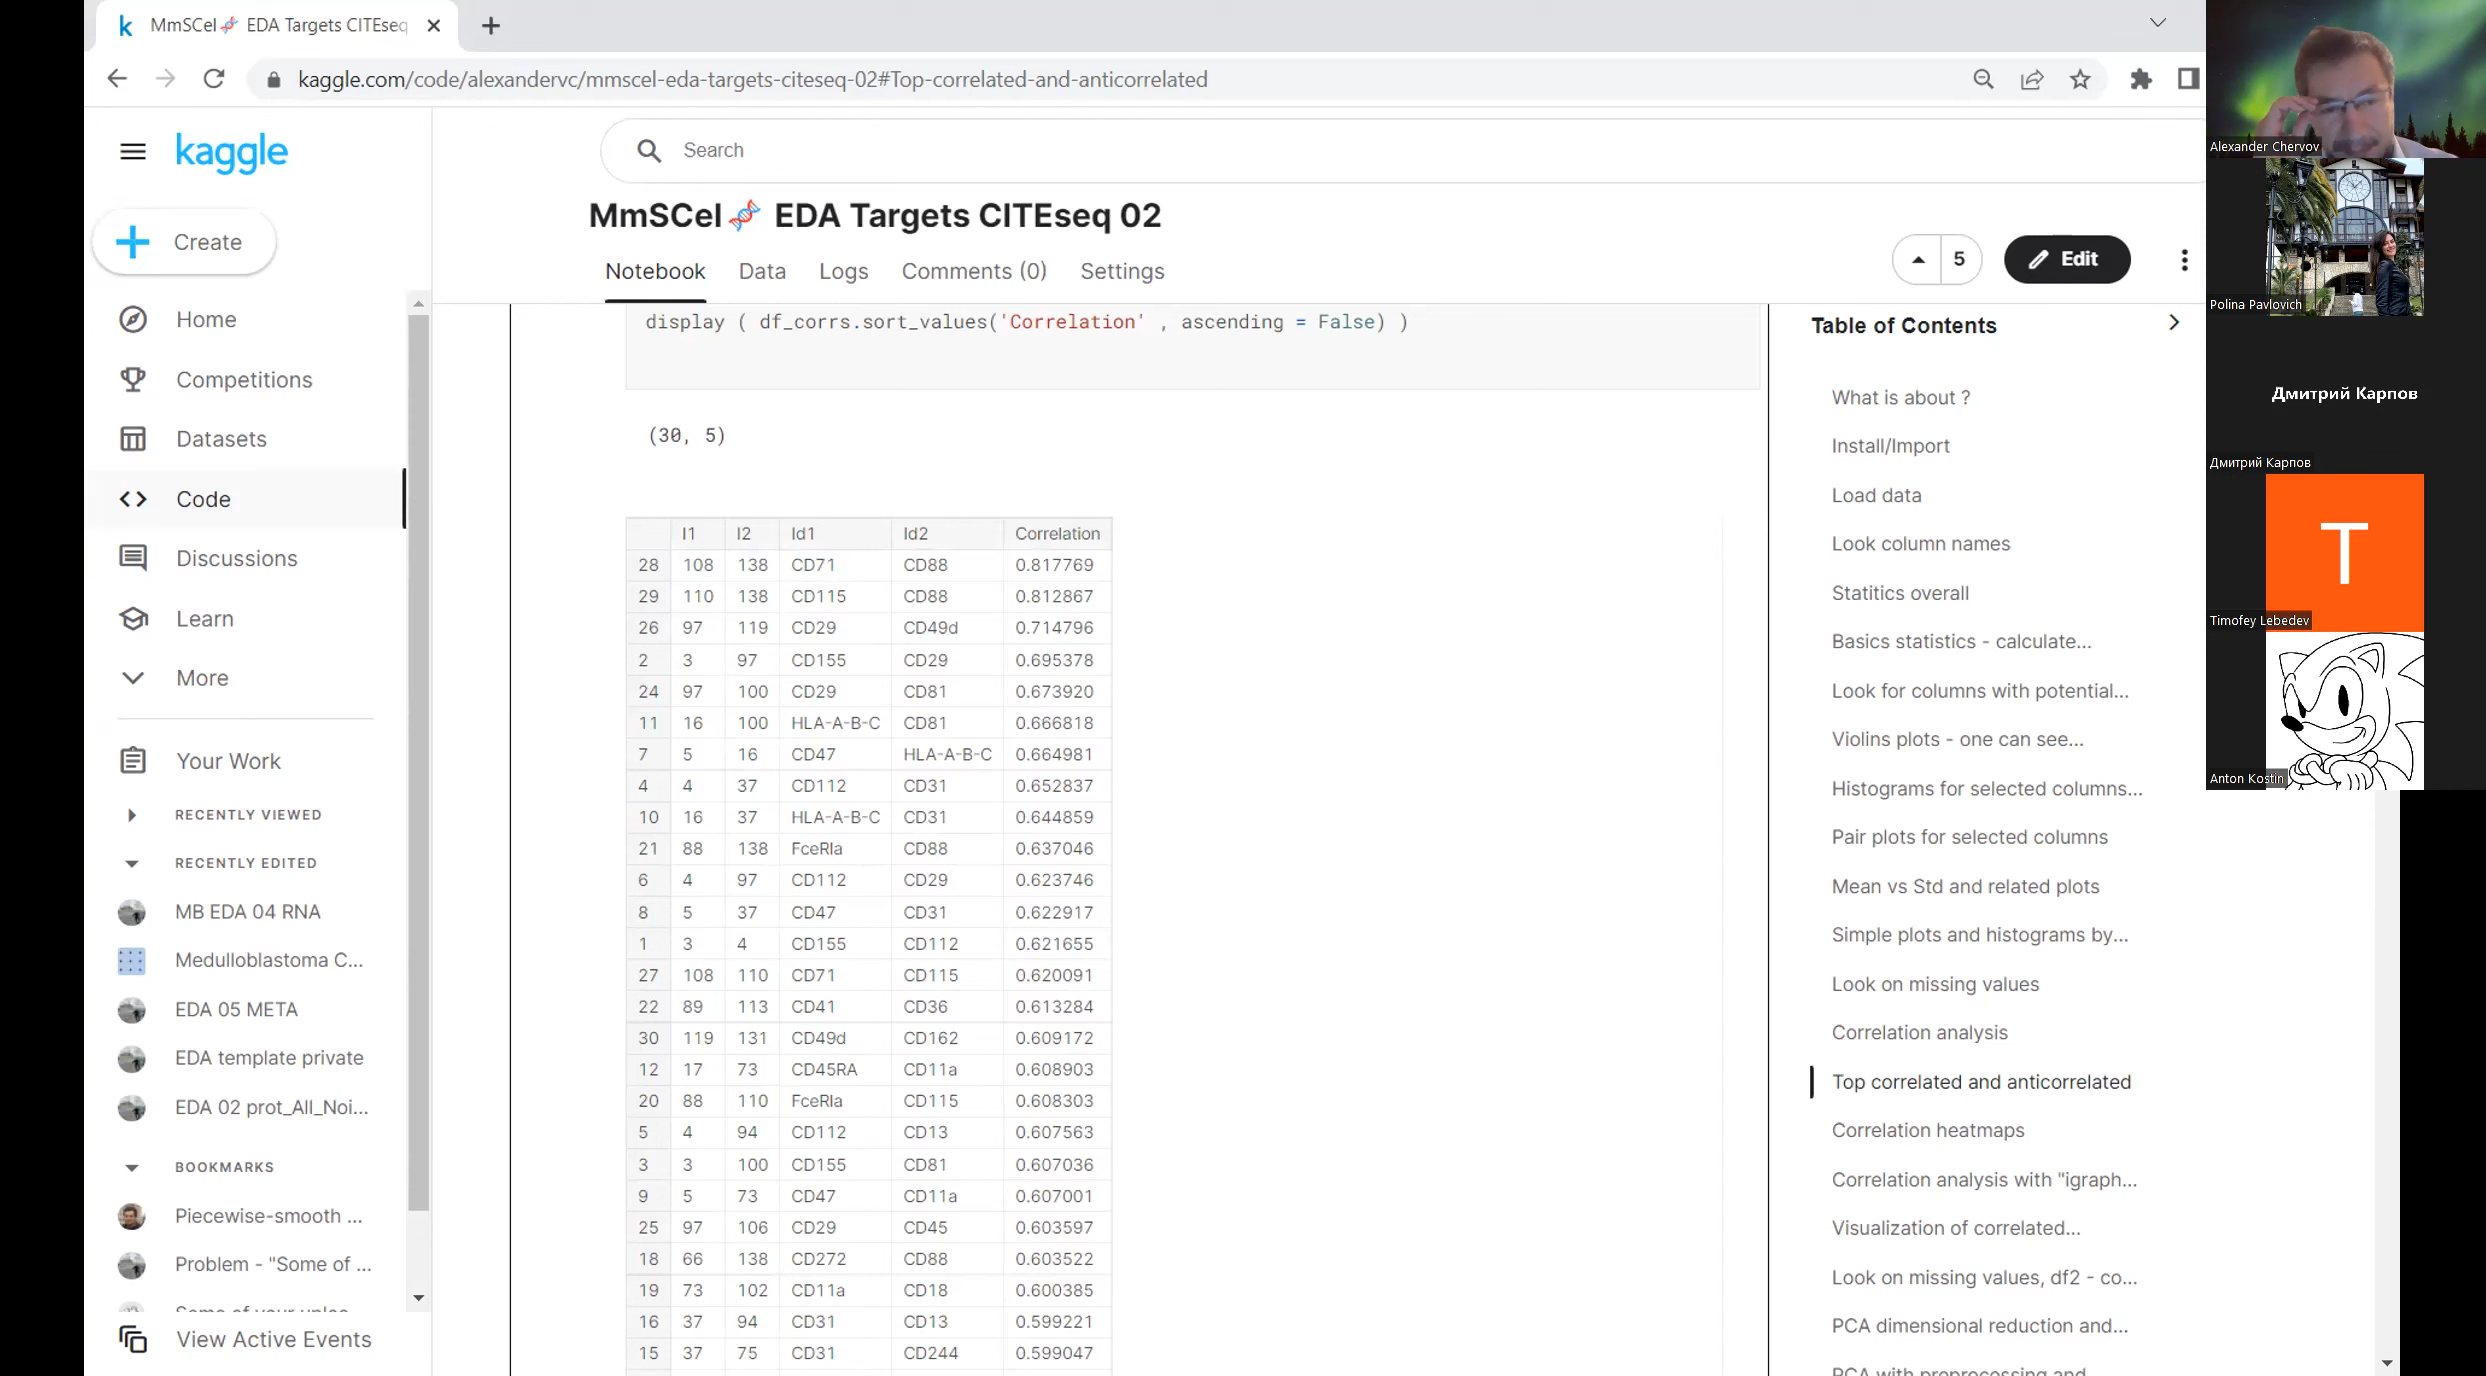 MmSCel EDA Targets CITEseq
kaggle.com/code/alexandervc/mmscel-eda-targets-citeseq-02#Top-correlated-and-anticorrelated
kaggle
Search
Create
Home
Competitions
Datasets
Code
Discussions
Learn
More
Your Work
RECENTLY VIEWED
RECENTLY EDITED
MB EDA 04 RNA
Medulloblastoma C...
EDA 05 META
EDA template private
EDA 02 prot_All_Noi...
BOOKMARKS
Piecewise-smooth ...
Problem - "Some of ...
View Active Events
MmSCel EDA Targets CITEseq 02
Notebook Data Logs Comments (0) Settings
5
Edit
display ( df_corrs.sort_values('Correlation' , ascending = False) )
(30, 5)
I1 I2 Id1 Id2 Correlation
28 108 138 CD71 CD88 0.817769
29 110 138 CD115 CD88 0.812867
26 97 119 CD29 CD49d 0.714796
2 3 97 CD155 CD29 0.695378
24 97 100 CD29 CD81 0.673920
11 16 100 HLA-A-B-C CD81 0.666818
7 5 16 CD47 HLA-A-B-C 0.664981
4 4 37 CD112 CD31 0.652837
10 16 37 HLA-A-B-C CD31 0.644859
21 88 138 FceRIa CD88 0.637046
6 4 97 CD112 CD29 0.623746
8 5 37 CD47 CD31 0.622917
1 3 4 CD155 CD112 0.621655
27 108 110 CD71 CD115 0.620091
22 89 113 CD41 CD36 0.613284
30 119 131 CD49d CD162 0.609172
12 17 73 CD45RA CD11a 0.608903
20 88 110 FceRIa CD115 0.608303
5 4 94 CD112 CD13 0.607563
3 3 100 CD155 CD81 0.607036
9 5 73 CD47 CD11a 0.607001
25 97 106 CD29 CD45 0.603597
18 66 138 CD272 CD88 0.603522
19 73 102 CD11a CD18 0.600385
16 37 94 CD31 CD13 0.599221
15 37 75 CD31 CD244 0.599047
Table of Contents
What is about ?
Install/Import
Load data
Look column names
Statitics overall
Basics statistics - calculate...
Look for columns with potential...
Violins plots - one can see...
Histograms for selected columns...
Pair plots for selected columns
Mean vs Std and related plots
Simple plots and histograms by...
Look on missing values
Correlation analysis
Top correlated and anticorrelated
Correlation heatmaps
Correlation analysis with "igraph...
Visualization of correlated...
Look on missing values, df2 - co...
PCA dimensional reduction and...
Alexander Chervov
Polina Pavlovich
Дмитрий Карпов
Дмитрий Карпов
T
Timofey Lebedev
Anton Kostin